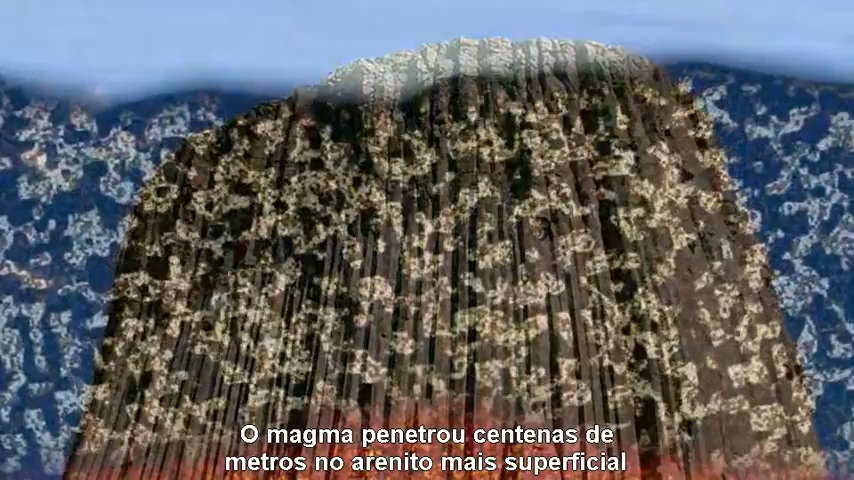 O magma penetrou centenas de
metros no arenito mais superficial